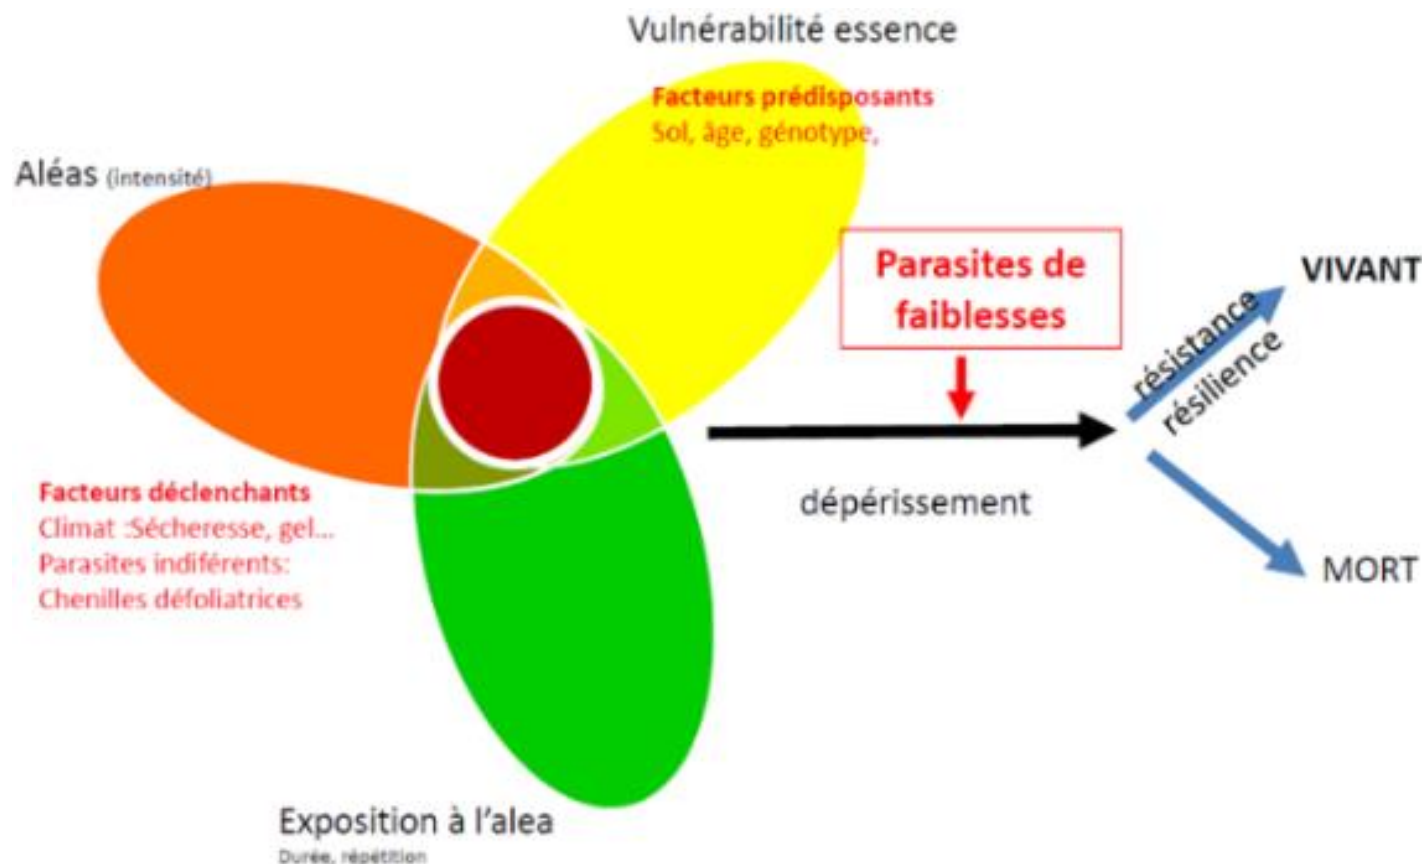 Vulnérabilité essence
Facteurs prédisposants
Sol, âge, génotype,
Aléas (intensité)
Parasites de
faiblesses
VIVANT
résistance
résilience
Facteurs déclenchants
Climat :Sécheresse, gel...
Parasites indiférents:
Chenilles défoliatrices
dépérissement
MORT
Exposition à l'alea
Durée, répétition